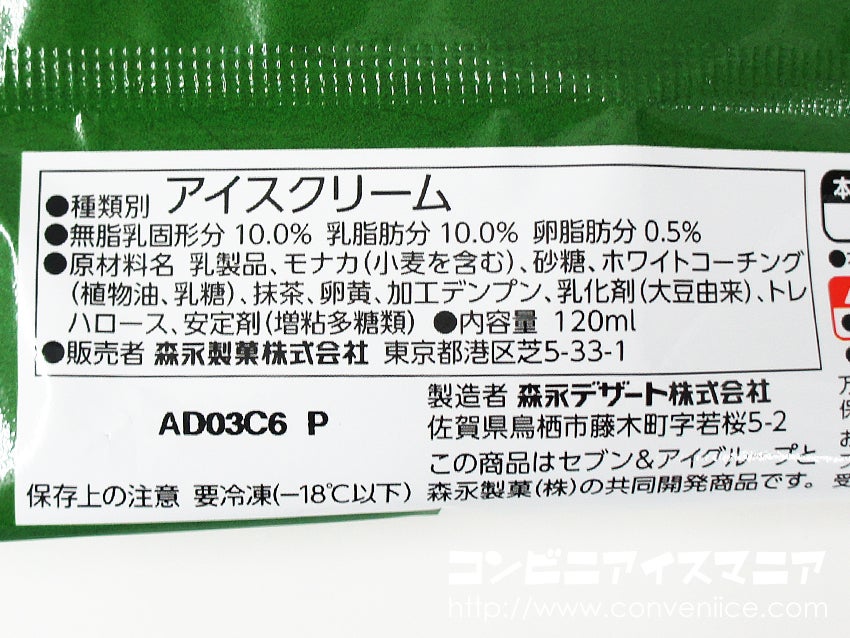 ●種類別 アイスクリーム
●無脂乳固形分 10.0% 乳脂肪分 10.0% 卵脂肪分 0.5%
●原材料名 乳製品、モナカ(小麦を含む)、砂糖、ホワイトコーチング
(植物油、乳糖)、抹茶、卵黄、加工デンプン、乳化剤(大豆由来)、トレ
ハロース、安定剤(増粘多糖類) ●内容量 120ml
●販売者 森永製菓株式会社 東京都港区芝5-33-1
製造者 森永デザート株式会社
佐賀県鳥栖市藤木町字若桜5-2
AD03C6 P
この商品はセブン&アイグループと
森永製菓(株)の共同開発商品です。
保存上の注意 要冷凍(−18℃以下)
本
コンビニアイスマニア
http://www.conveniice.com/